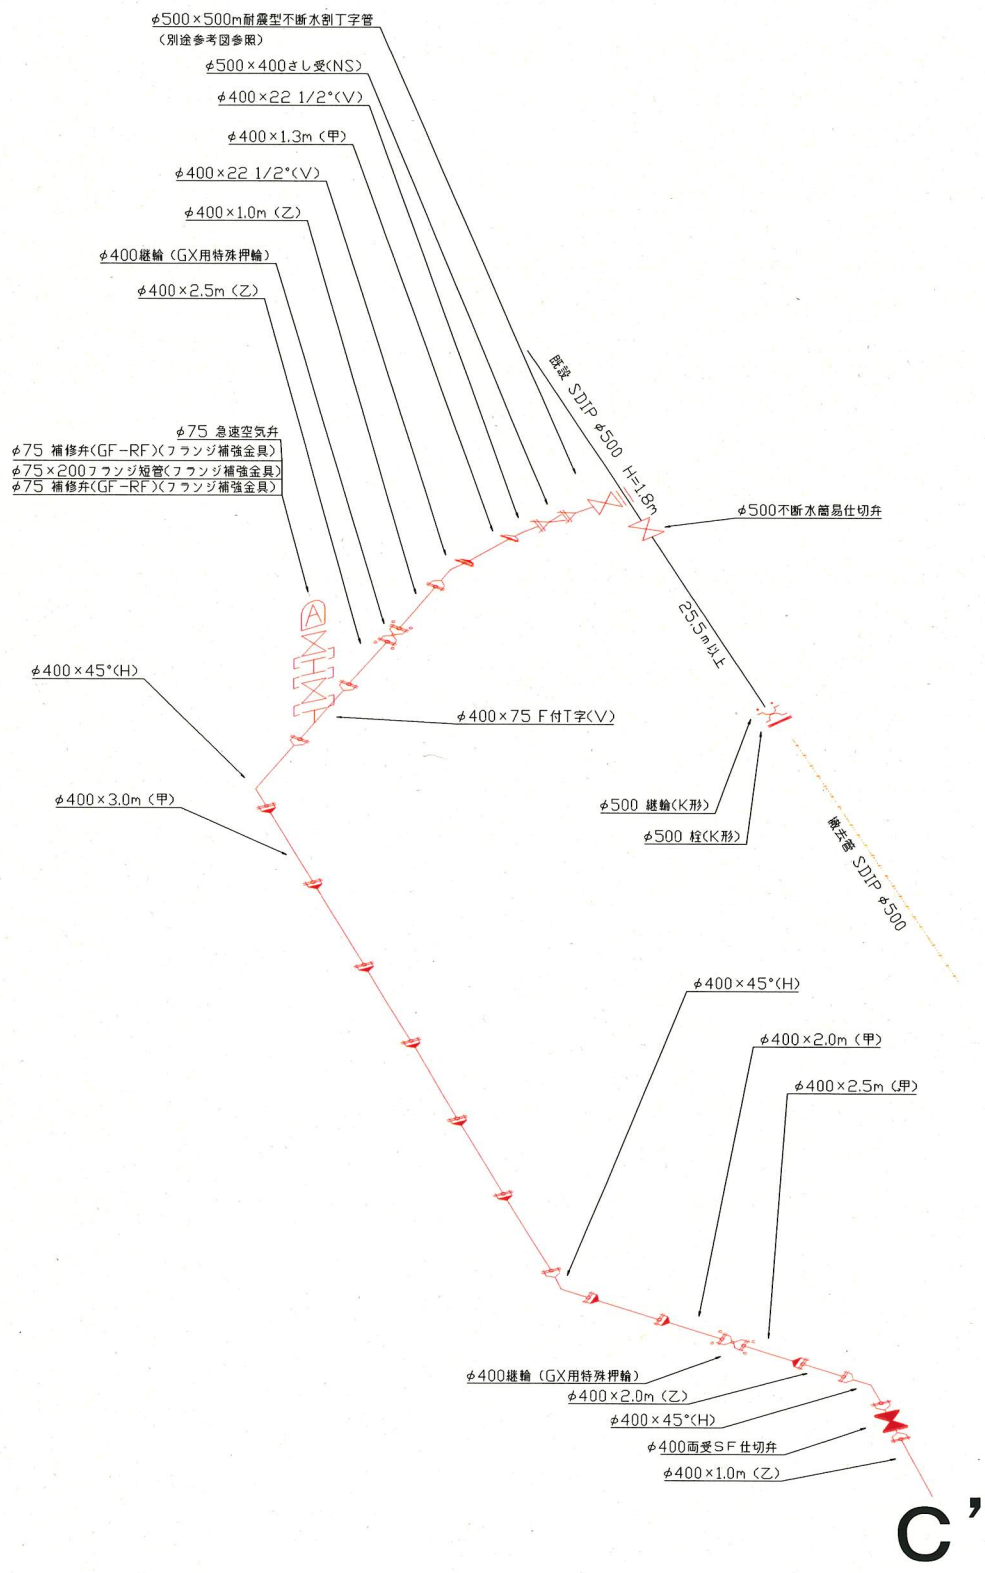 φ500×500m耐震型不断水割丁字管
（別途参考図参照）
φ500×400さし受(NS)
φ400×22 1/2°(V)
φ400×1.3m（甲）
φ400×22 1/2°(V)
φ400×1.0m（乙）
φ400継輪（GX用特殊押輪）
φ400×2.5m（乙）
φ75 急速空気弁
φ75 補修弁(GF-RF)(フランジ補強金具)
φ75×200フランジ短管(フランジ補強金具)
φ75 補修弁(GF-RF)(フランジ補強金具)
既設 SDIP φ500 H=1.8m
φ500不断水簡易仕切弁
25.5m以上
A
φ400×45°(H)
φ400×75 F付T字(V)
φ400×3.0m（甲）
φ500 継輪(K形)
φ500 栓(K形)
撤去管 SDIP φ500
φ400×45°(H)
φ400×2.0m（甲）
φ400×2.5m（甲）
φ400継輪（GX用特殊押輪）
φ400×2.0m（乙）
φ400×45°(H)
φ400両受SF仕切弁
φ400×1.0m（乙）
C'